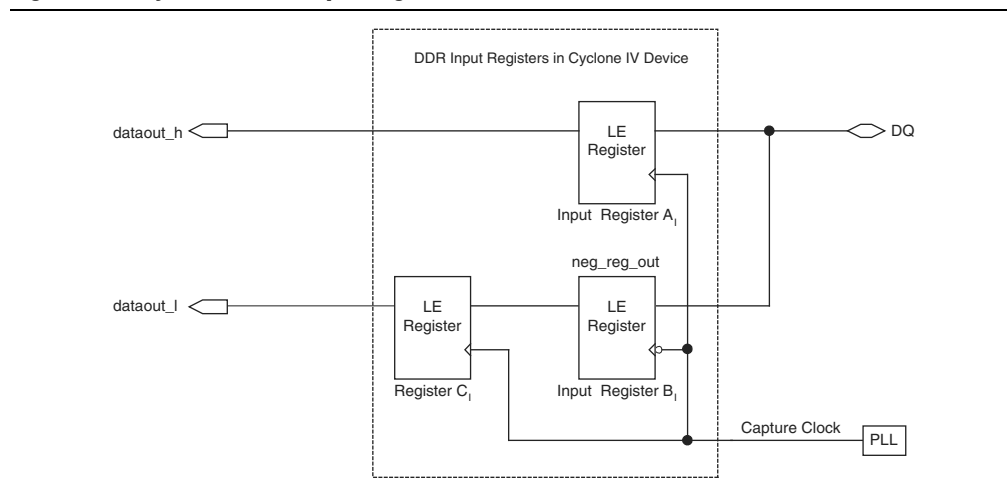 DDR Input Registers in Cyclone IV Device
dataout_h
LE
Register
DQ
Input Register A_I
neg_reg_out
dataout_l
LE
Register
LE
Register
Register C_I
Input Register B_I
Capture Clock
PLL